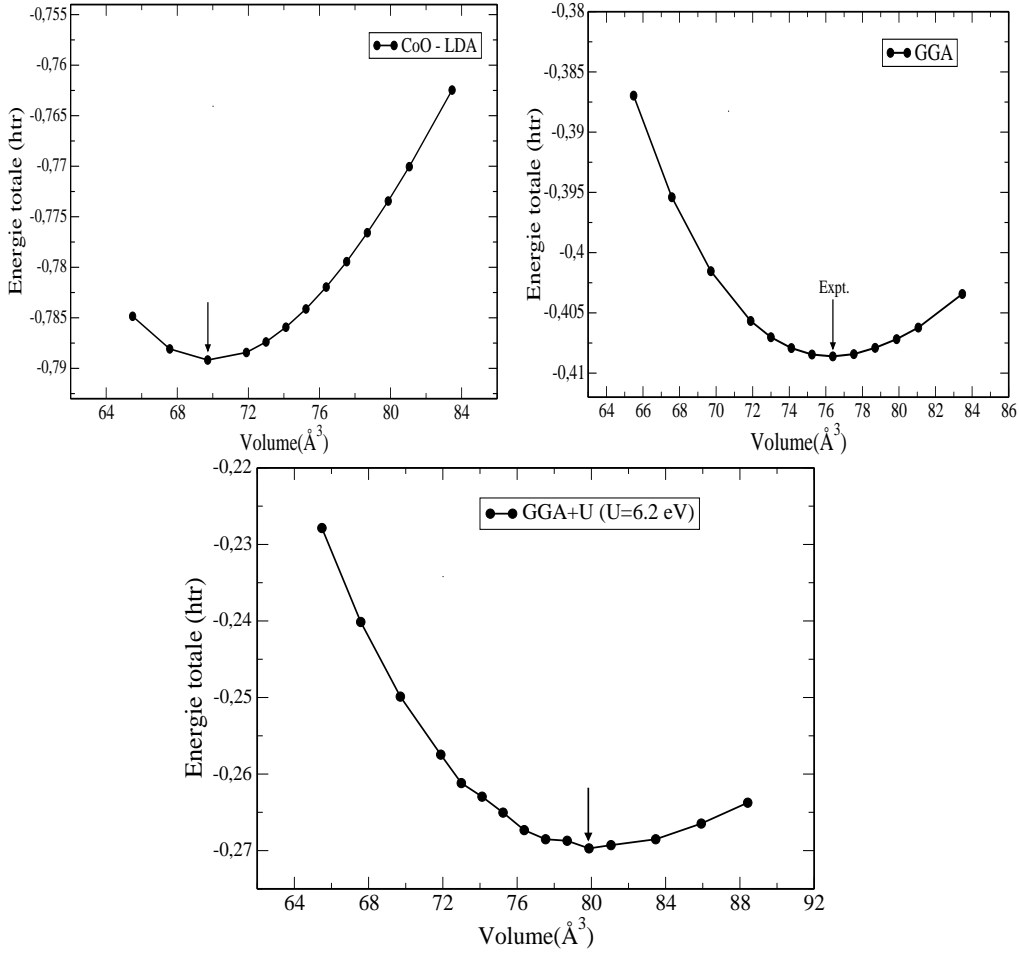 -0,755
-0,76
-0,765
-0,77
-0,775
-0,78
-0,785
-0,79
Energie totale (htr)
CoO - LDA
64 68 72 76 80 84
Volume(Å³)
-0,38
-0,385
-0,39
-0,395
-0,4
-0,405
-0,41
Energie totale (htr)
GGA
Expt.
64 66 68 70 72 74 76 78 80 82 84 86
Volume(Å³)
-0,22
-0,23
-0,24
-0,25
-0,26
-0,27
Energie totale (htr)
GGA+U (U=6.2 eV)
64 68 72 76 80 84 88 92
Volume(Å³)